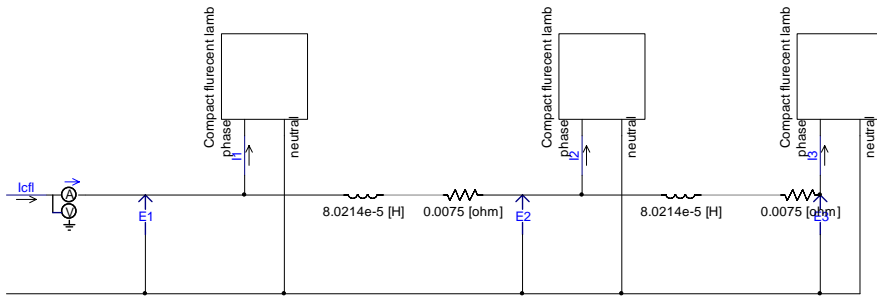 Compact flurecent lamb
phase
neutral
I1
Compact flurecent lamb
phase
neutral
I2
Compact flurecent lamb
phase
neutral
I3
Icfl
A
V
E1
8.0214e-5 [H]
0.0075 [ohm]
E2
8.0214e-5 [H]
0.0075 [ohm]
E3